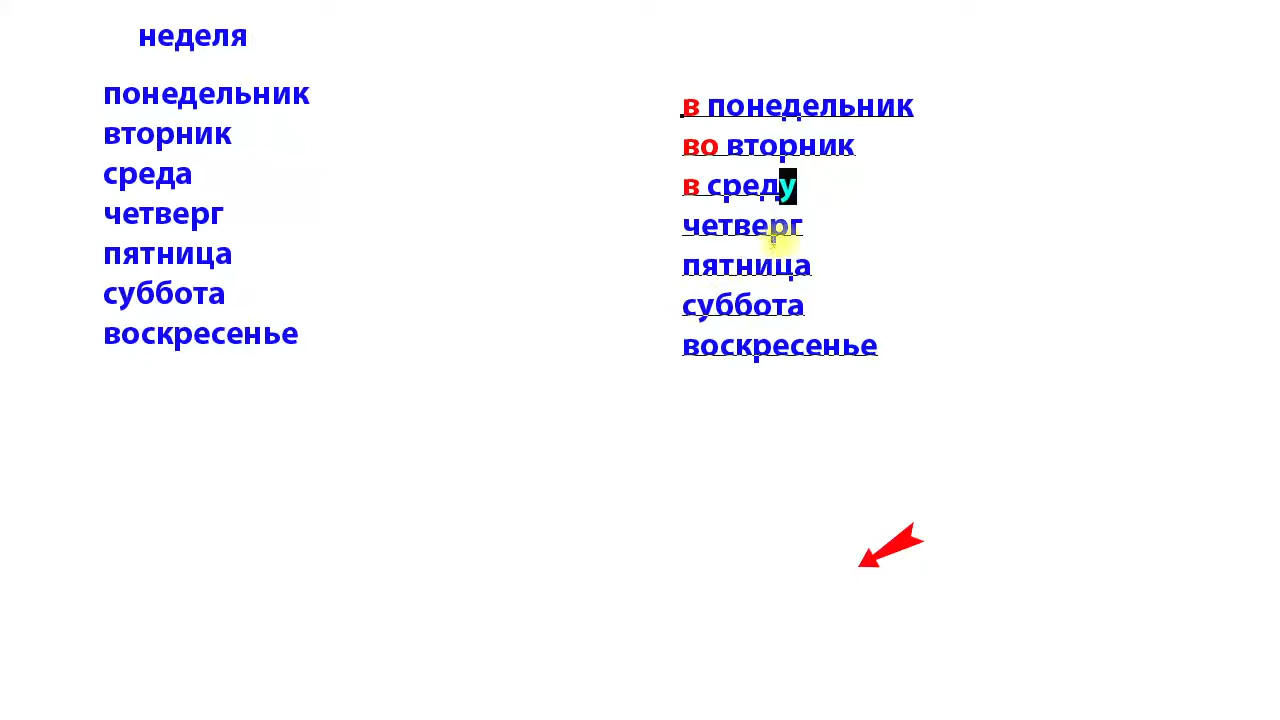 неделя
понедельник
вторник
среда
четверг
пятница
суббота
воскресенье
в понедельник
во вторник
в среду
четверг
пятница
суббота
воскресенье